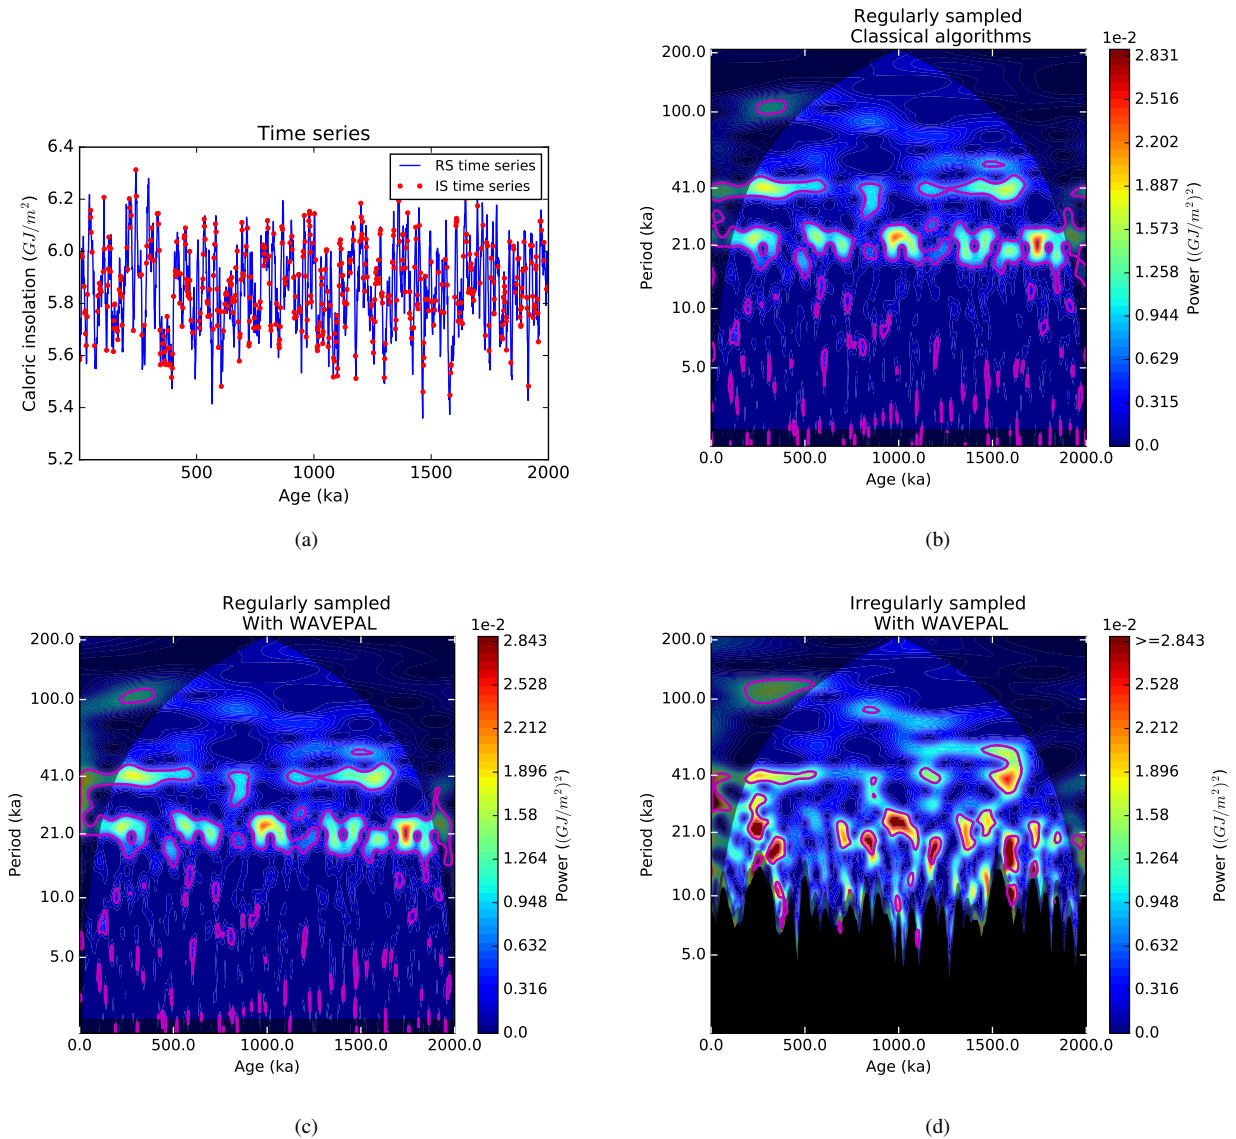 Time series
RS time series
IS time series
6.4
6.2
6.0
5.8
5.6
5.4
5.2
500
1000
1500
2000
Caloric insolation (GJ/m²)
Age (ka)
(a)
Regularly sampled
Classical algorithms
200.0
100.0
41.0
21.0
10.0
5.0
0.0
500.0
1000.0
1500.0
2000.0
Period (ka)
Age (ka)
1e-2
2.831
2.516
2.202
1.887
1.573
1.258
0.944
0.629
0.315
0.0
Power ((GJ/m²)²)
(b)
Regularly sampled
With WAVEPAL
200.0
100.0
41.0
21.0
10.0
5.0
0.0
500.0
1000.0
1500.0
2000.0
Period (ka)
Age (ka)
1e-2
2.843
2.528
2.212
1.896
1.580
1.264
0.948
0.632
0.316
0.0
Power ((GJ/m²)²)
(c)
Irregularly sampled
With WAVEPAL
200.0
100.0
41.0
21.0
10.0
5.0
0.0
500.0
1000.0
1500.0
2000.0
Period (ka)
Age (ka)
1e-2
>=2.843
2.528
2.212
1.896
1.580
1.264
0.948
0.632
0.316
0.0
Power ((GJ/m²)²)
(d)